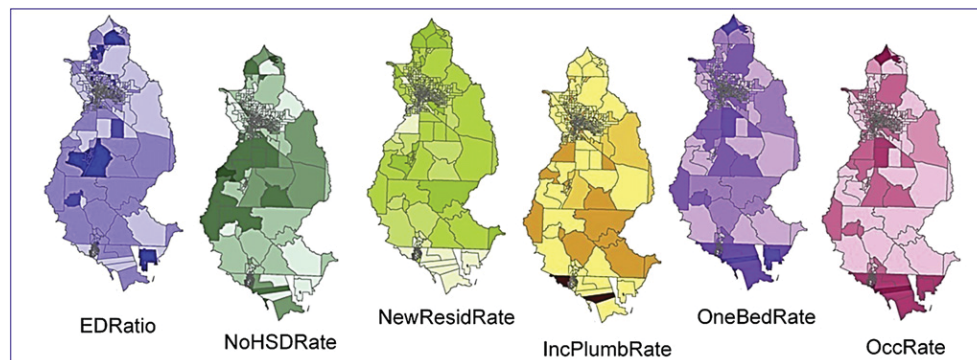 EDRatio
NoHSDRate
NewResidRate
IncPlumbRate
OneBedRate
OccRate